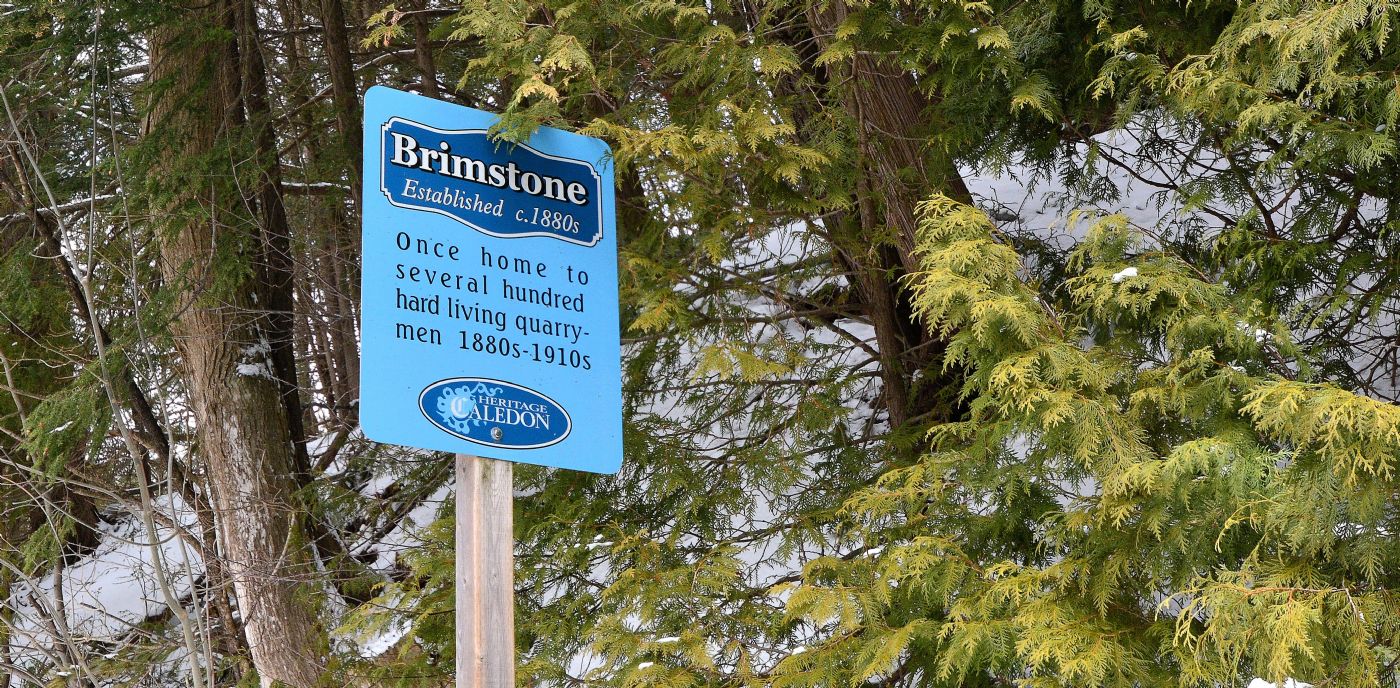 Brimstone
Established c.1880s
Once home to
several hundred
hard living quarry-
men 1880s-1910s
HERITAGE
CALEDON